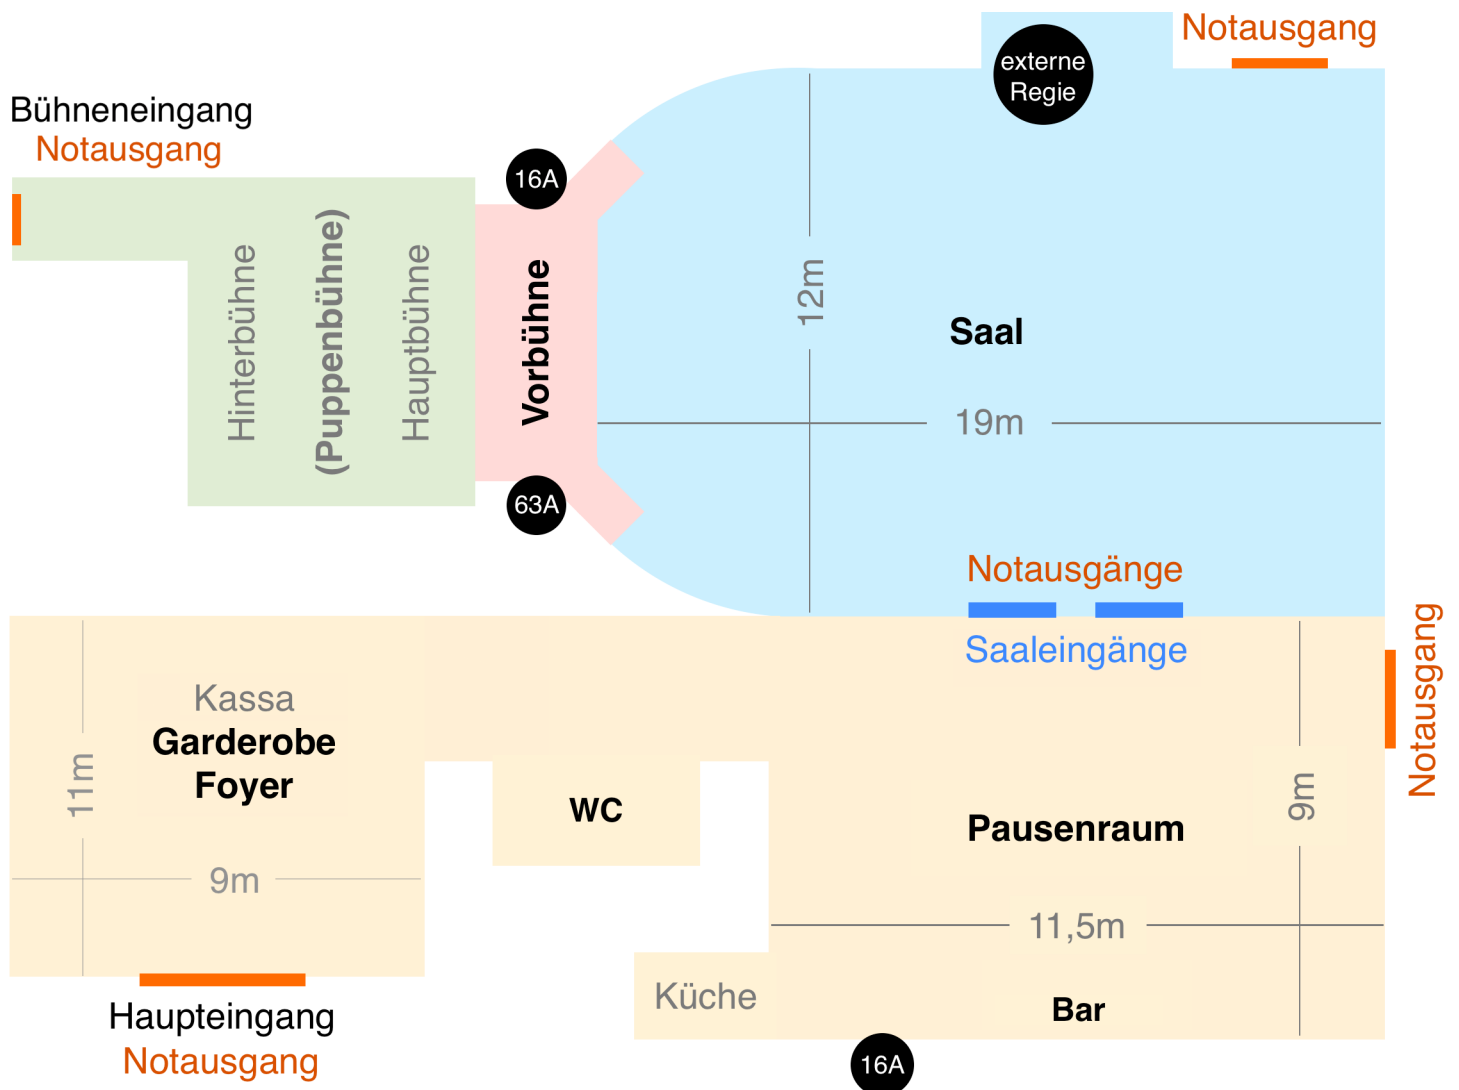 Notausgang
externe
Regie
Bühneneingang
Notausgang
16A
Hinterbühne
(Puppenbühne)
Hauptbühne
Vorbühne
12m
Saal
19m
63A
Notausgänge
Saaleingänge
Notausgang
Kassa
Garderobe
Foyer
11m
9m
WC
Pausenraum
9m
11,5m
Küche
Bar
Haupteingang
Notausgang
16A